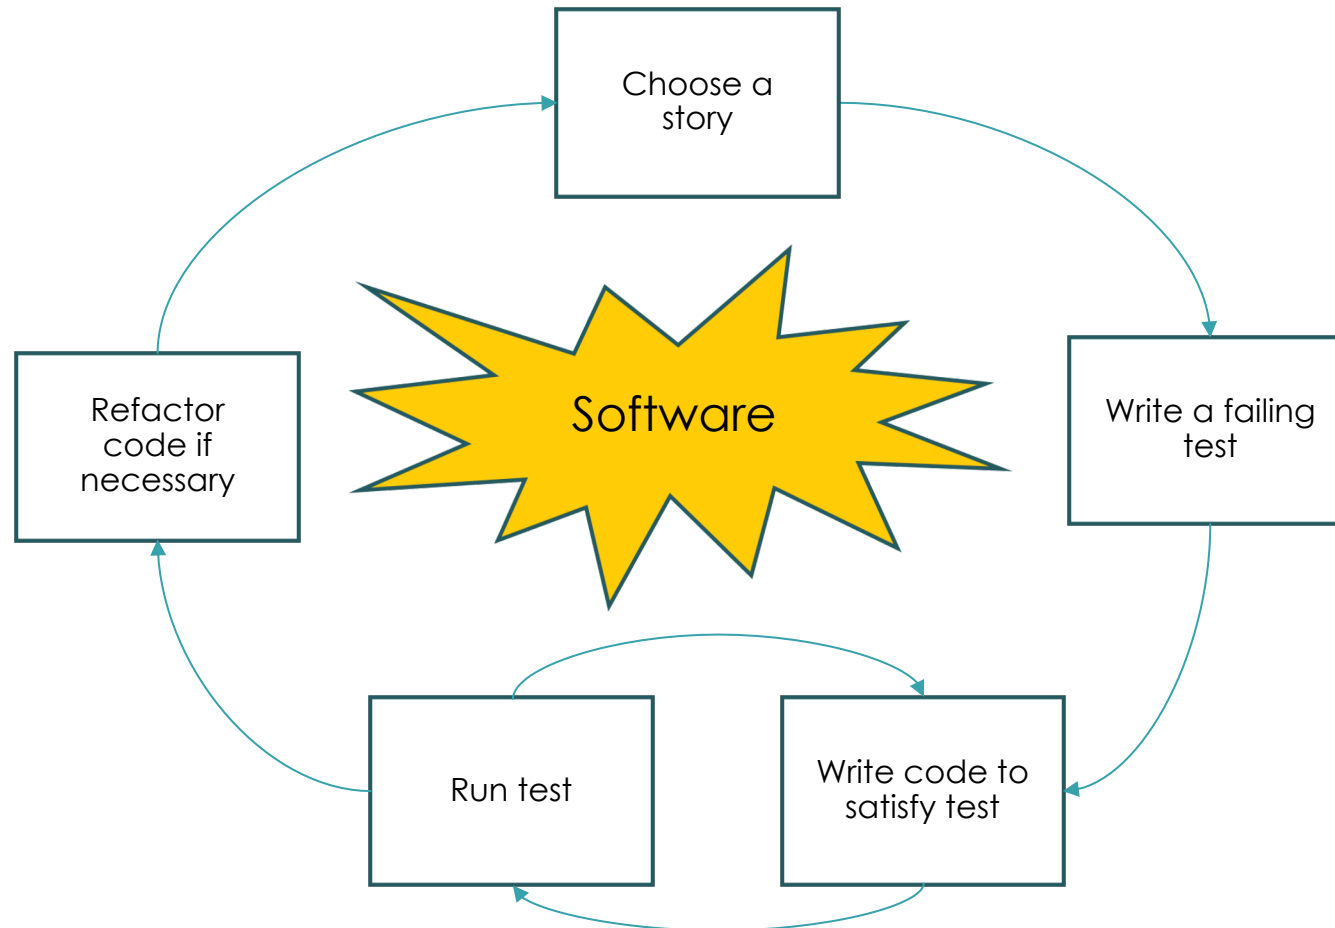 Choose a
story
Write a failing
test
Write code to
satisfy test
Run test
Refactor
code if
necessary
Software